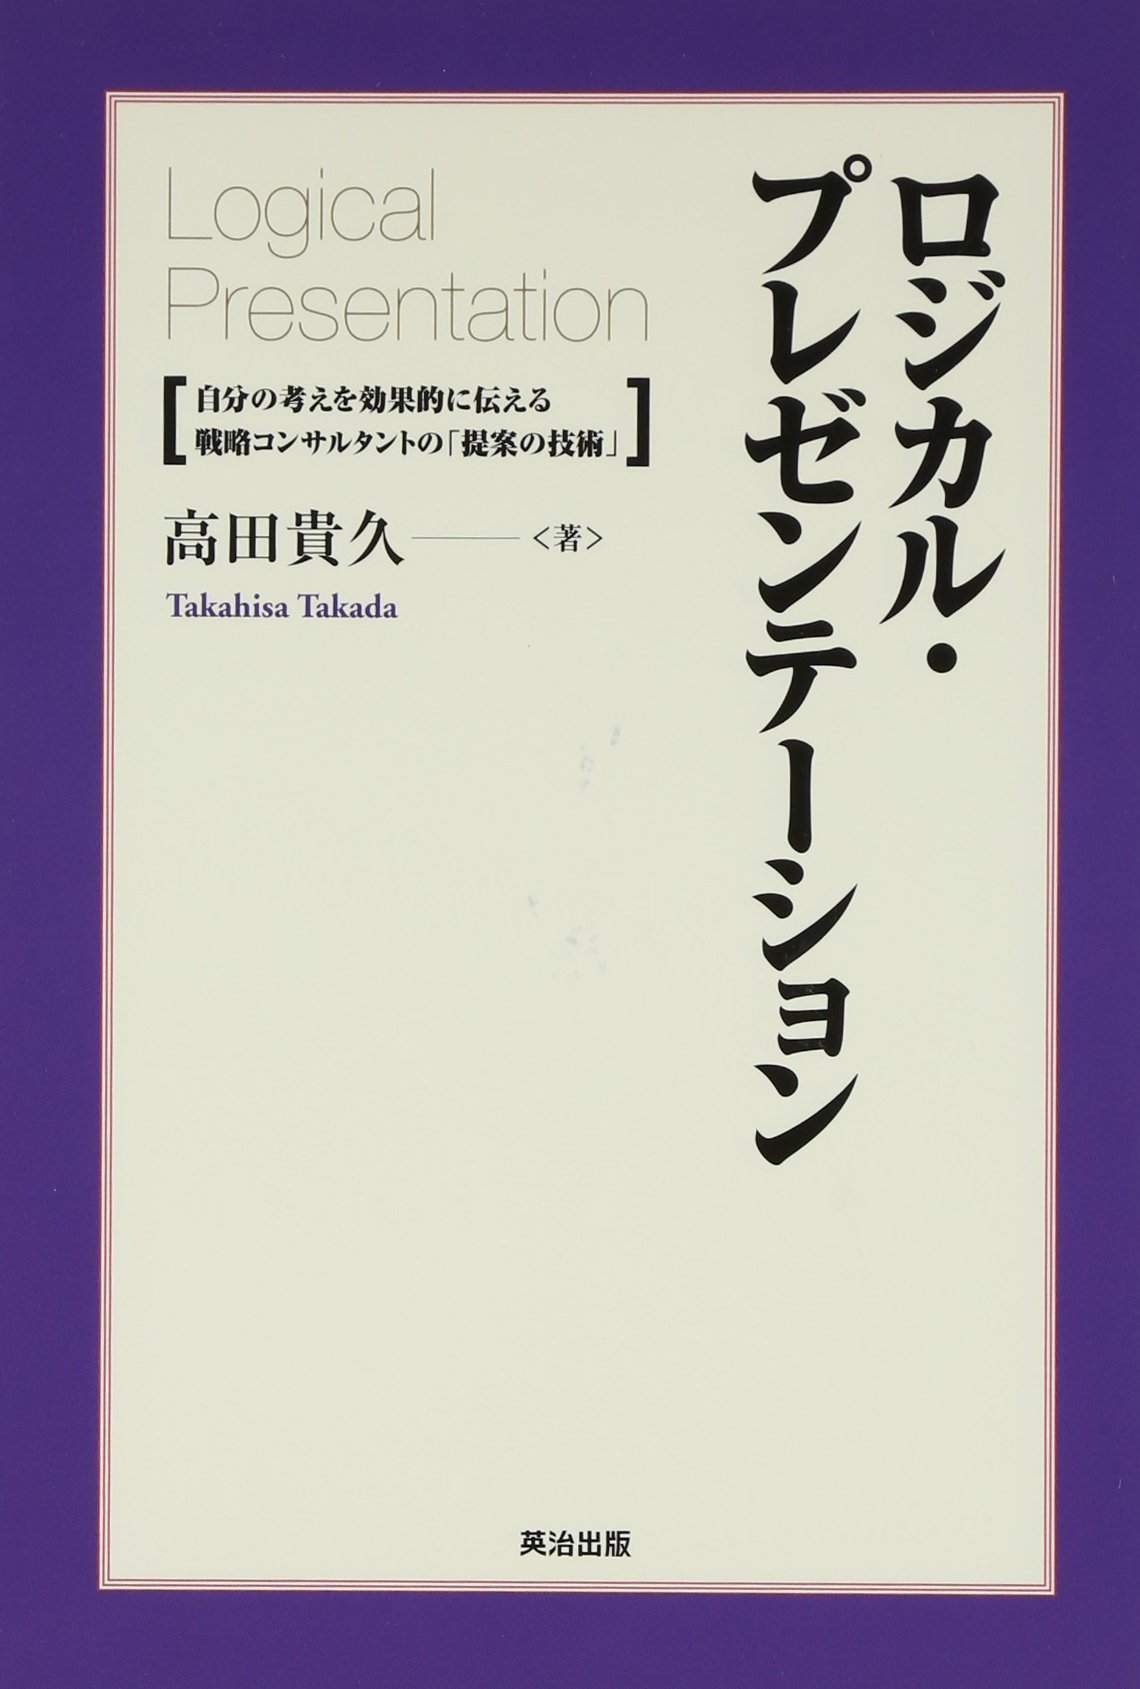 ロジカル・
プレゼンテーション
Logical
Presentation
自分の考えを効果的に伝える
戦略コンサルタントの「提案の技術」
高田貴久――〈著〉
Takahisa Takada
英治出版